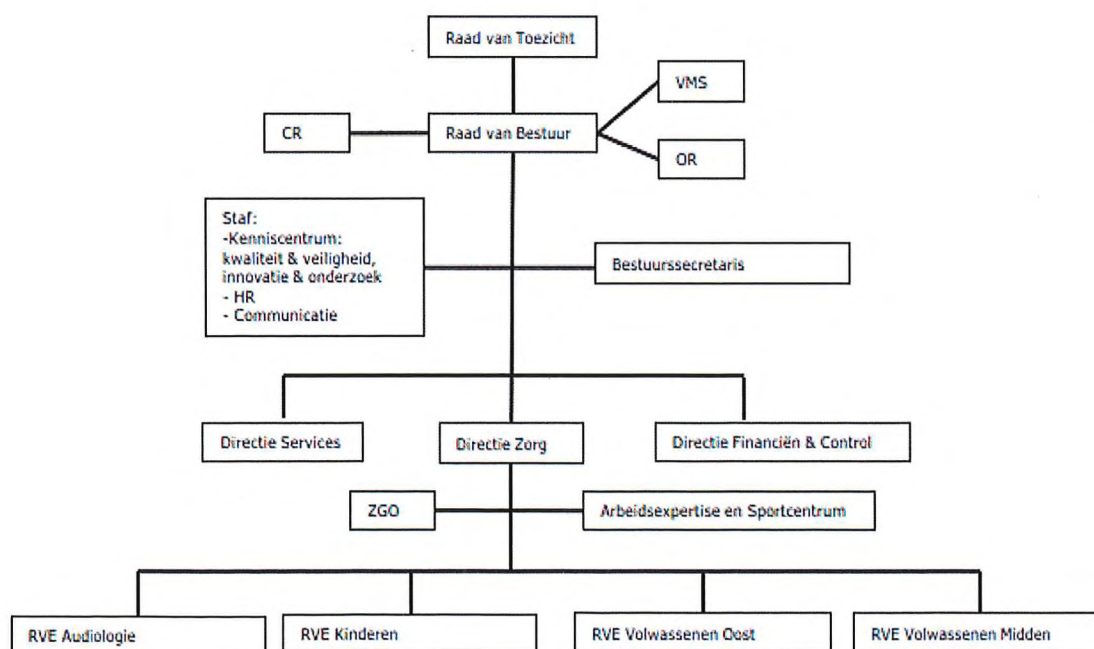 Raad van Toezicht
VMS
CR
Raad van Bestuur
OR
Staf:
-Kenniscentrum:
kwaliteit & veiligheid,
innovatie & onderzoek
- HR
- Communicatie
Bestuurssecretaris
Directie Services
Directie Zorg
Directie Financiën & Control
ZGO
Arbeidsexpertise en Sportcentrum
RVE Audiologie
RVE Kinderen
RVE Volwassenen Oost
RVE Volwassenen Midden